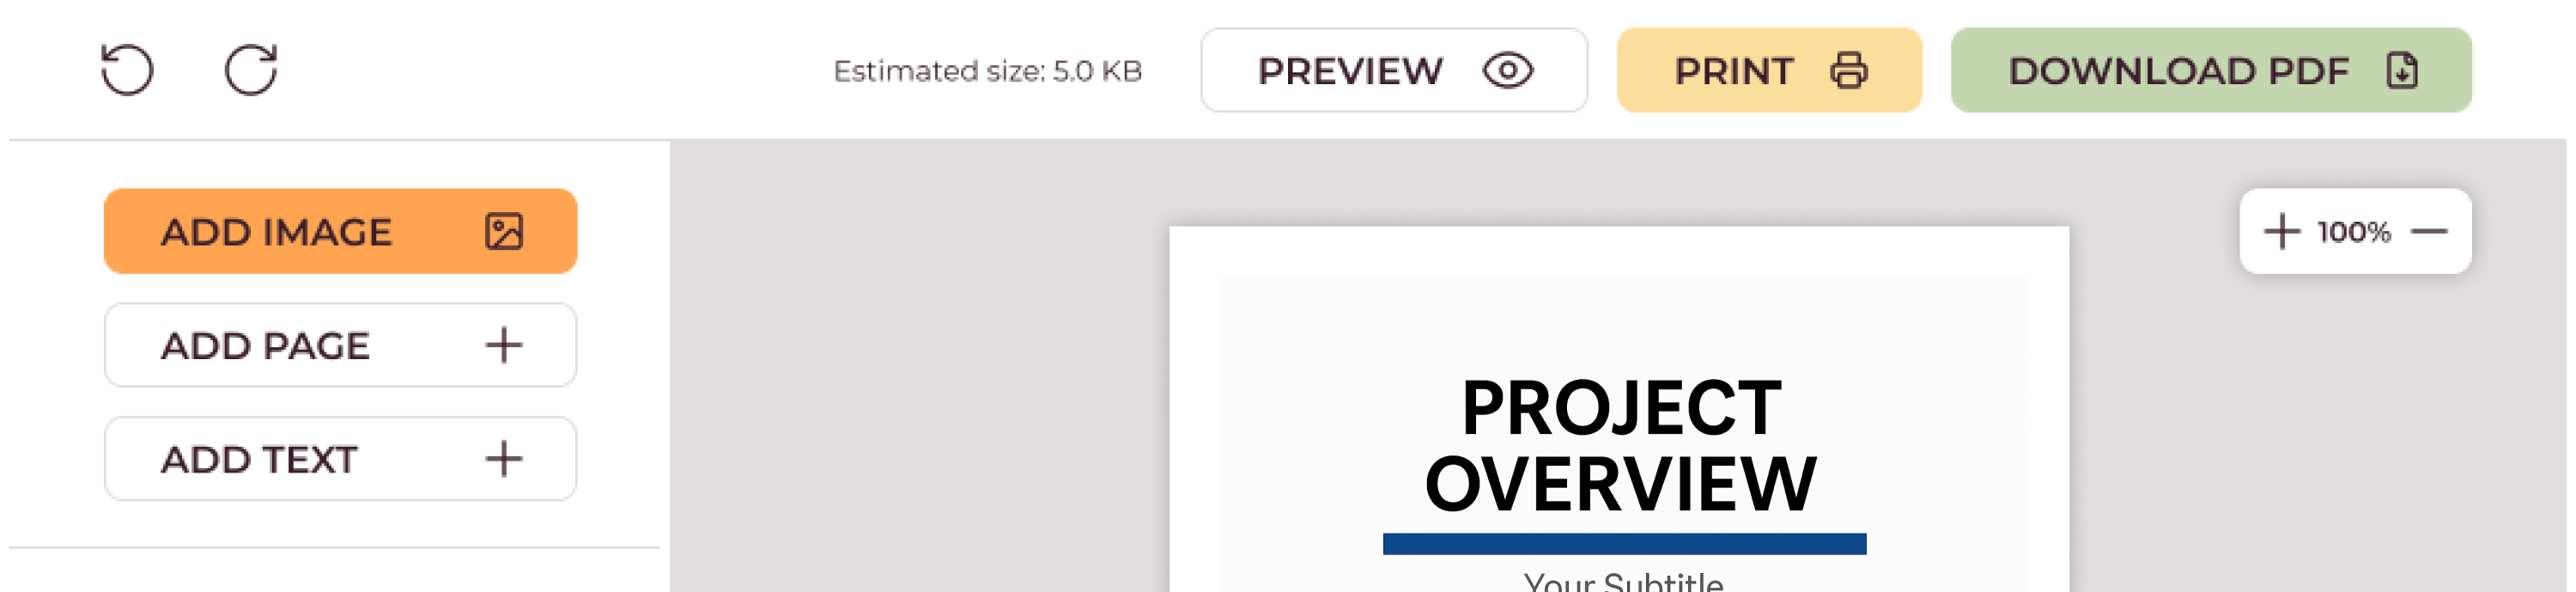 Estimated size: 5.0 KB
PREVIEW
PRINT
DOWNLOAD PDF
ADD IMAGE
100%
ADD PAGE
ADD TEXT
PROJECT
OVERVIEW
Your Subtitle